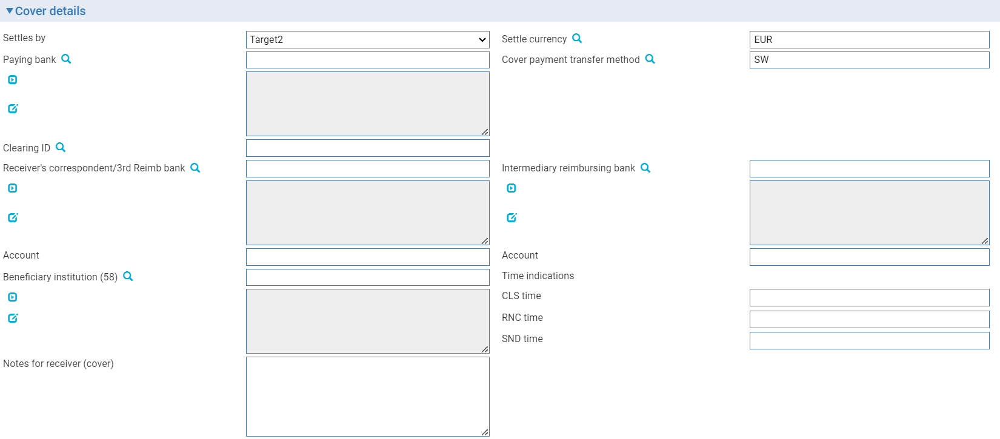 Cover details
Settles by
Target2
Settle currency
EUR
Paying bank
Cover payment transfer method
SW
Clearing ID
Receiver's correspondent/3rd Reimb bank
Intermediary reimbursing bank
Account
Account
Beneficiary institution (58)
Time indications
CLS time
RNC time
SND time
Notes for receiver (cover)